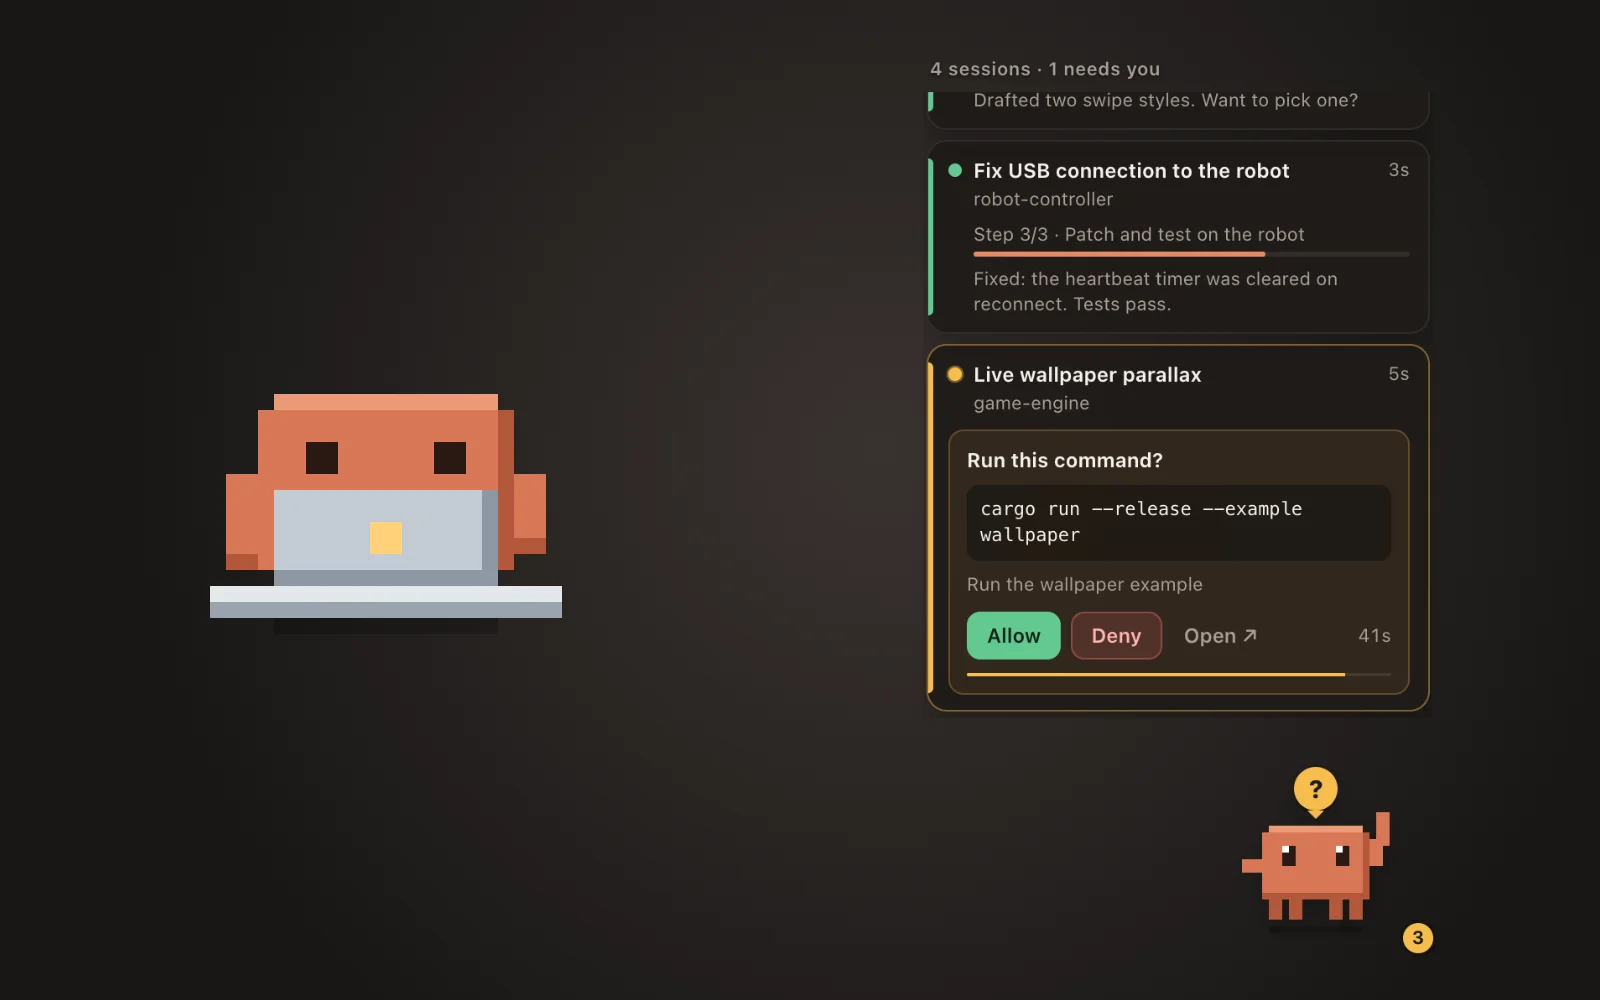 4 sessions · 1 needs you
Drafted two swipe styles. Want to pick one?
Fix USB connection to the robot 3s
robot-controller
Step 3/3 · Patch and test on the robot
Fixed: the heartbeat timer was cleared on
reconnect. Tests pass.
Live wallpaper parallax 5s
game-engine
Run this command?
cargo run --release --example
wallpaper
Run the wallpaper example
Allow Deny Open ↗ 41s
?
3